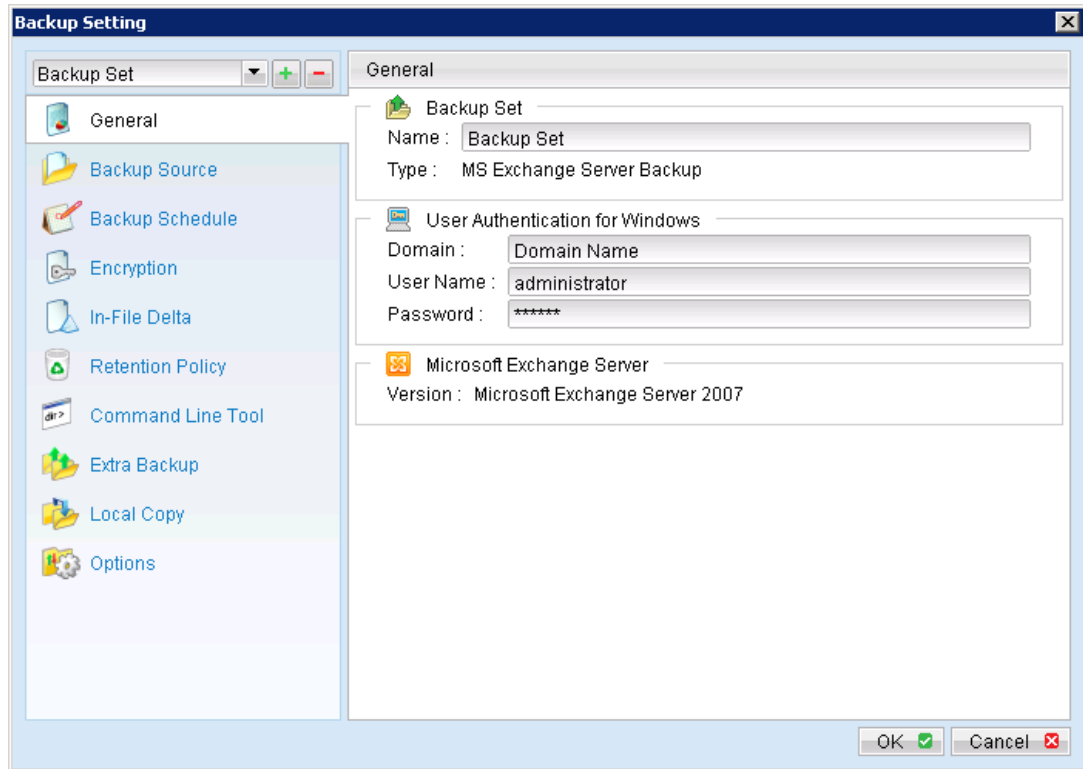 Backup Setting
Backup Set
General
Backup Source
Backup Schedule
Encryption
In-File Delta
Retention Policy
dir>
Command Line Tool
Extra Backup
Local Copy
Options
General
Backup Set
Name : Backup Set
Type : MS Exchange Server Backup
User Authentication for Windows
Domain : Domain Name
User Name : administrator
Password : ******
Microsoft Exchange Server
Version : Microsoft Exchange Server 2007
OK
Cancel